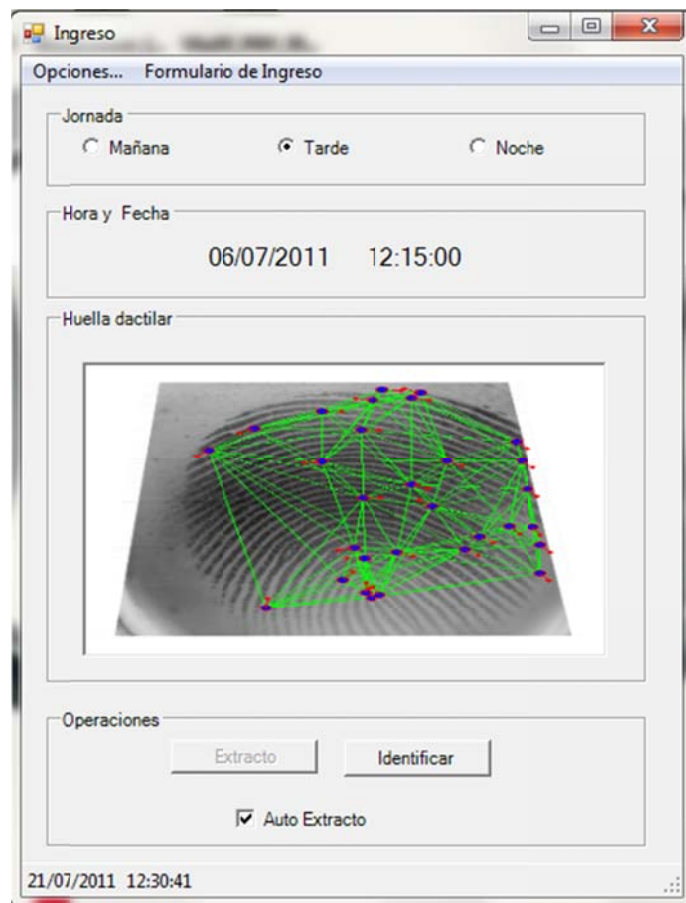 Ingreso
Opciones... Formulario de Ingreso
Jornada
Mañana Tarde Noche
Hora y Fecha
06/07/2011 12:15:00
Huella dactilar
Operaciones
Extracto Identificar
Auto Extracto
21/07/2011 12:30:41